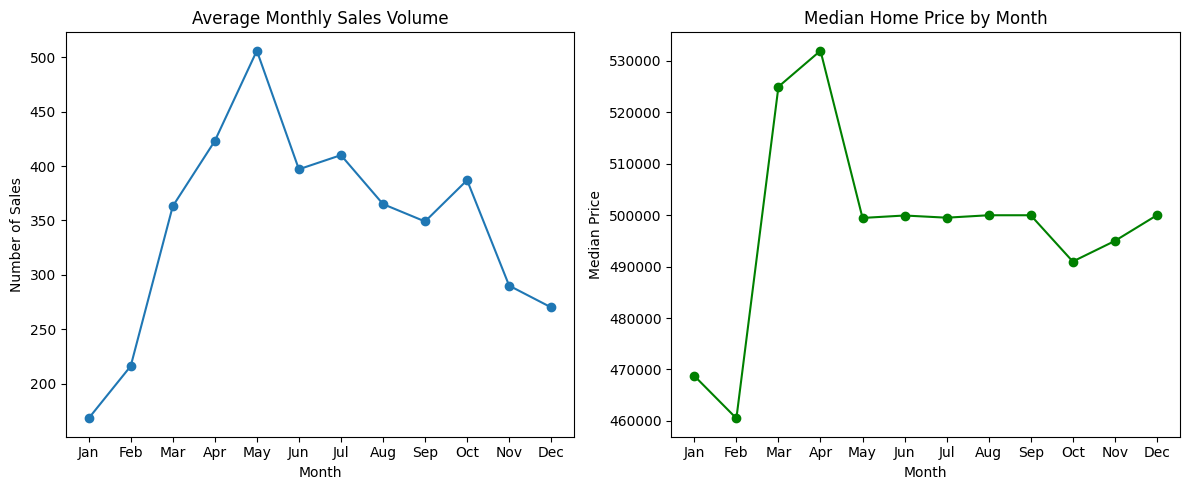 Average Monthly Sales Volume
500
450
400
350
300
250
200
Number of Sales
Jan Feb Mar Apr May Jun Jul Aug Sep Oct Nov Dec
Month
Median Home Price by Month
530000
520000
510000
500000
490000
480000
470000
460000
Median Price
Jan Feb Mar Apr May Jun Jul Aug Sep Oct Nov Dec
Month